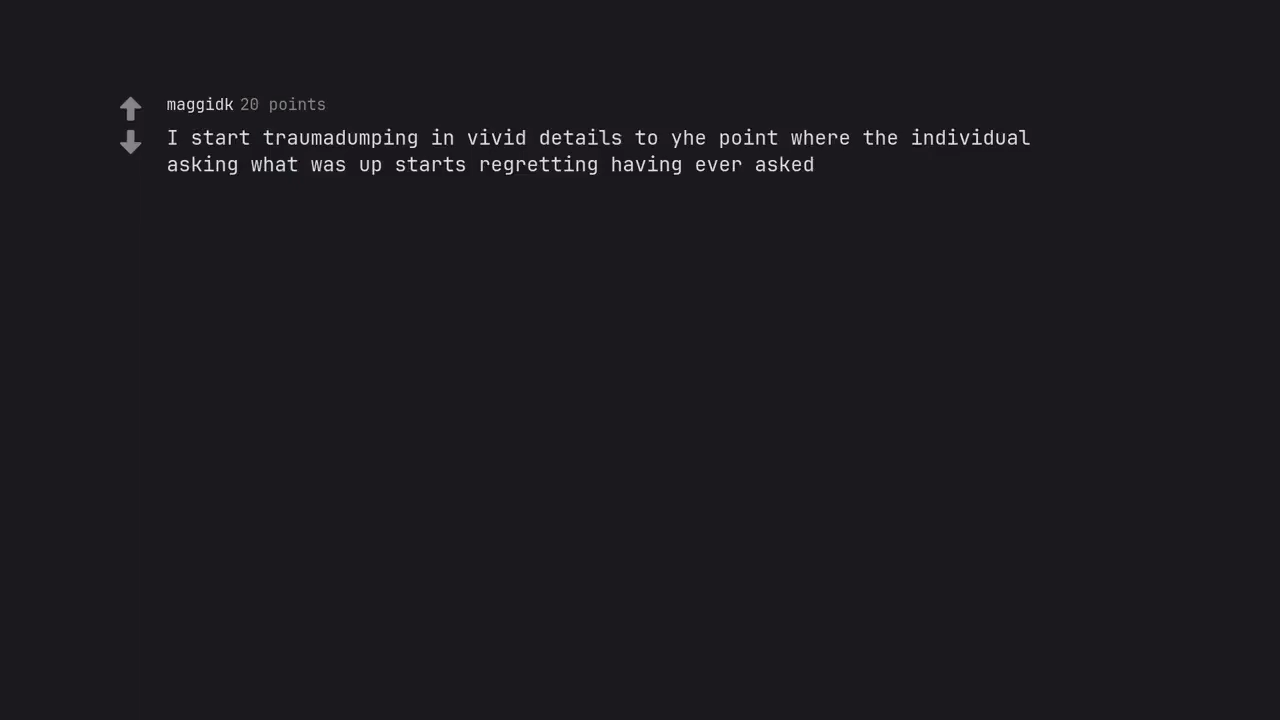 maggidk 20 points
I start traumadumping in vivid details to yhe point where the individual
asking what was up starts regretting having ever asked